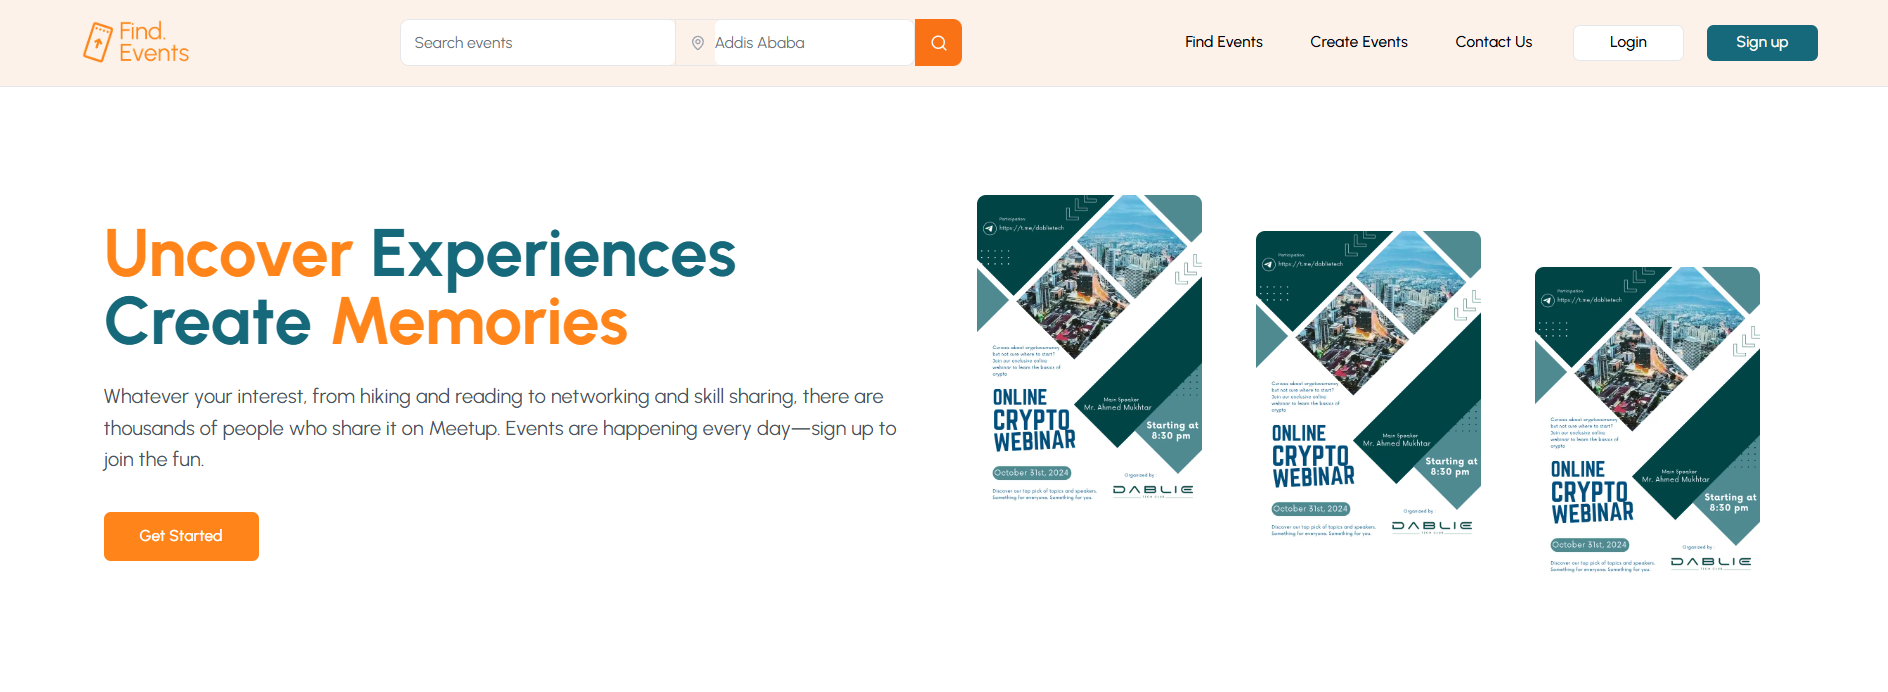 Find.
Events
Search events
Addis Ababa
Find Events
Create Events
Contact Us
Login
Sign up
Uncover Experiences
Create Memories
Whatever your interest, from hiking and reading to networking and skill sharing, there are
thousands of people who share it on Meetup. Events are happening every day—sign up to
join the fun.
Get Started
Participation:
https://t.me/dablietech
Curious about cryptocurrency
but not sure where to start?
Join our exclusive online
webinar to learn the basics of
crypto
ONLINE
CRYPTO
WEBINAR
Main Speaker
Mr. Ahmed Mukhtar
Starting at
8:30 pm
October 31st, 2024
Discover our top pick of topics and speakers.
Something for everyone. Something for you.
Organized by :
DABLIE
TECH CLUB
Participation:
https://t.me/dablietech
Curious about cryptocurrency
but not sure where to start?
Join our exclusive online
webinar to learn the basics of
crypto
ONLINE
CRYPTO
WEBINAR
Main Speaker
Mr. Ahmed Mukhtar
Starting at
8:30 pm
October 31st, 2024
Discover our top pick of topics and speakers.
Something for everyone. Something for you.
Organized by :
DABLIE
TECH CLUB
Participation:
https://t.me/dablietech
Curious about cryptocurrency
but not sure where to start?
Join our exclusive online
webinar to learn the basics of
crypto
ONLINE
CRYPTO
WEBINAR
Main Speaker
Mr. Ahmed Mukhtar
Starting at
8:30 pm
October 31st, 2024
Discover our top pick of topics and speakers.
Something for everyone. Something for you.
Organized by :
DABLIE
TECH CLUB